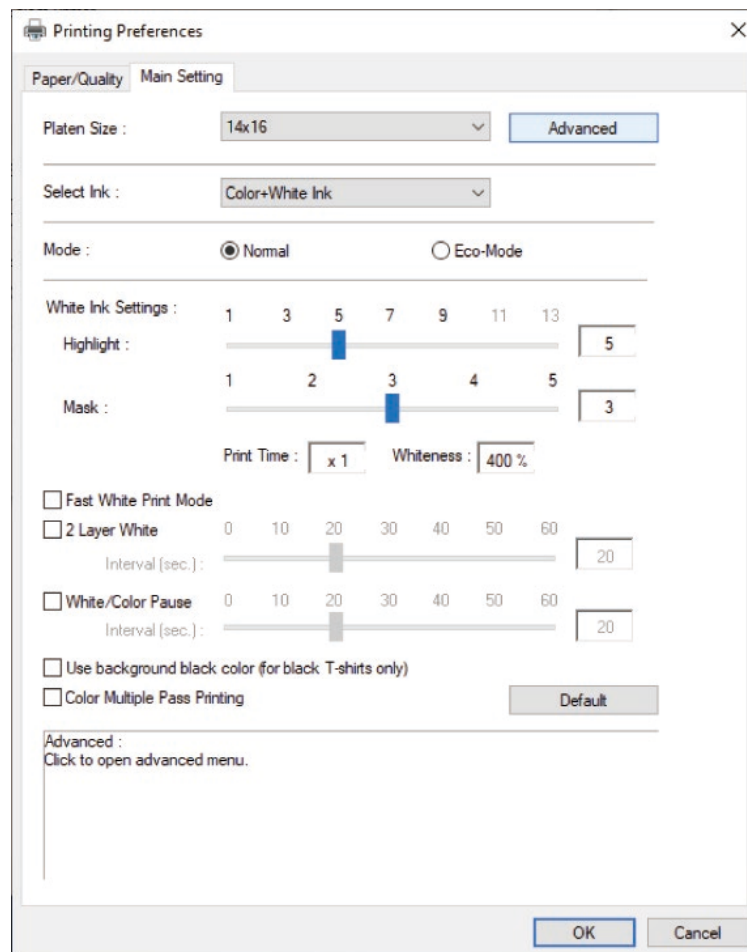 Printing Preferences
Paper/Quality Main Setting
Platen Size : 14x16 Advanced
Select Ink : Color+White Ink
Mode : Normal Eco-Mode
White Ink Settings : 1 3 5 7 9 11 13
Highlight : 5
1 2 3 4 5
Mask : 3
Print Time : x 1 Whiteness : 400 %
Fast White Print Mode
2 Layer White 0 10 20 30 40 50 60
Interval (sec.) : 20
White/Color Pause 0 10 20 30 40 50 60
Interval (sec.) : 20
Use background black color (for black T-shirts only)
Color Multiple Pass Printing Default
Advanced :
Click to open advanced menu.
OK Cancel